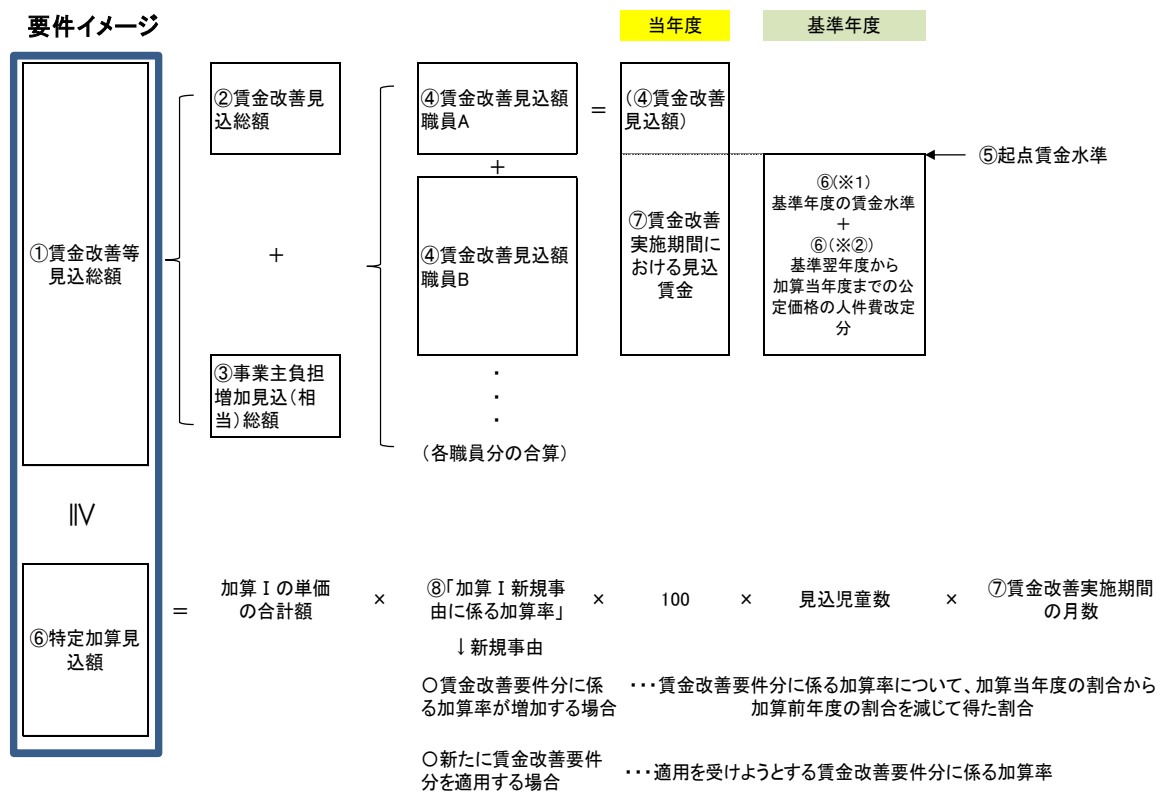 要件イメージ
当年度
基準年度
①賃金改善等
見込総額
②賃金改善見
込総額
+
③事業主負担
増加見込(相
当)総額
④賃金改善見込額
職員A
+
④賃金改善見込額
職員B
・
・
・
(各職員分の合算)
=
(④賃金改善
見込額)
⑦賃金改善
実施期間に
おける見込
賃金
⑤起点賃金水準
⑥(※1)
基準年度の賃金水準
+
⑥(※②)
基準翌年度から
加算当年度までの公
定価格の人件費改定
分
≧
⑥特定加算見
込額
=
加算Ⅰの単価
の合計額
×
⑧「加算Ⅰ新規事
由に係る加算率」
×
100
×
見込児童数
×
⑦賃金改善実施期間
の月数
↓新規事由
○賃金改善要件分に係
る加算率が増加する場合
・・・賃金改善要件分に係る加算率について、加算当年度の割合から
加算前年度の割合を減じて得た割合
○新たに賃金改善要件
分を適用する場合
・・・適用を受けようとする賃金改善要件分に係る加算率